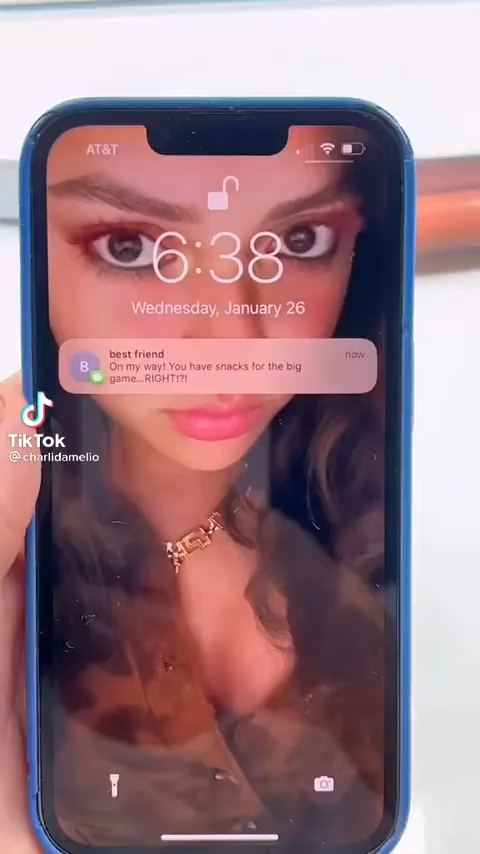 AT&T
6:38
Wednesday, January 26
B
best friend
now
On my way! You have snacks for the big
game...RIGHT!?!
TikTok
@charlidamelio